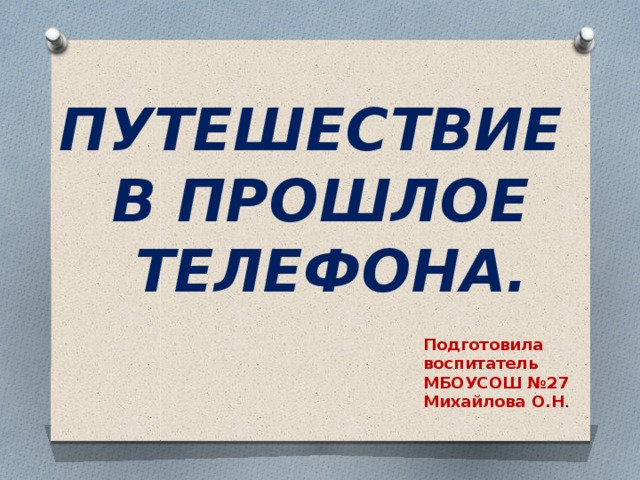 ПУТЕШЕСТВИЕ
В ПРОШЛОЕ
ТЕЛЕФОНА.
Подготовила
воспитатель
МБОУСОШ №27
Михайлова О.Н.